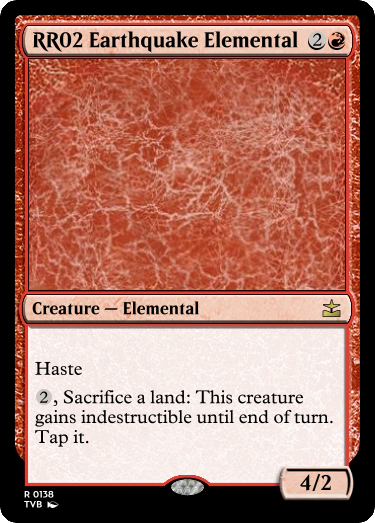 RR02 Earthquake Elemental 2
Creature — Elemental
Haste
2, Sacrifice a land: This creature
gains indestructible until end of turn.
Tap it.
4/2
R 0138
TVB